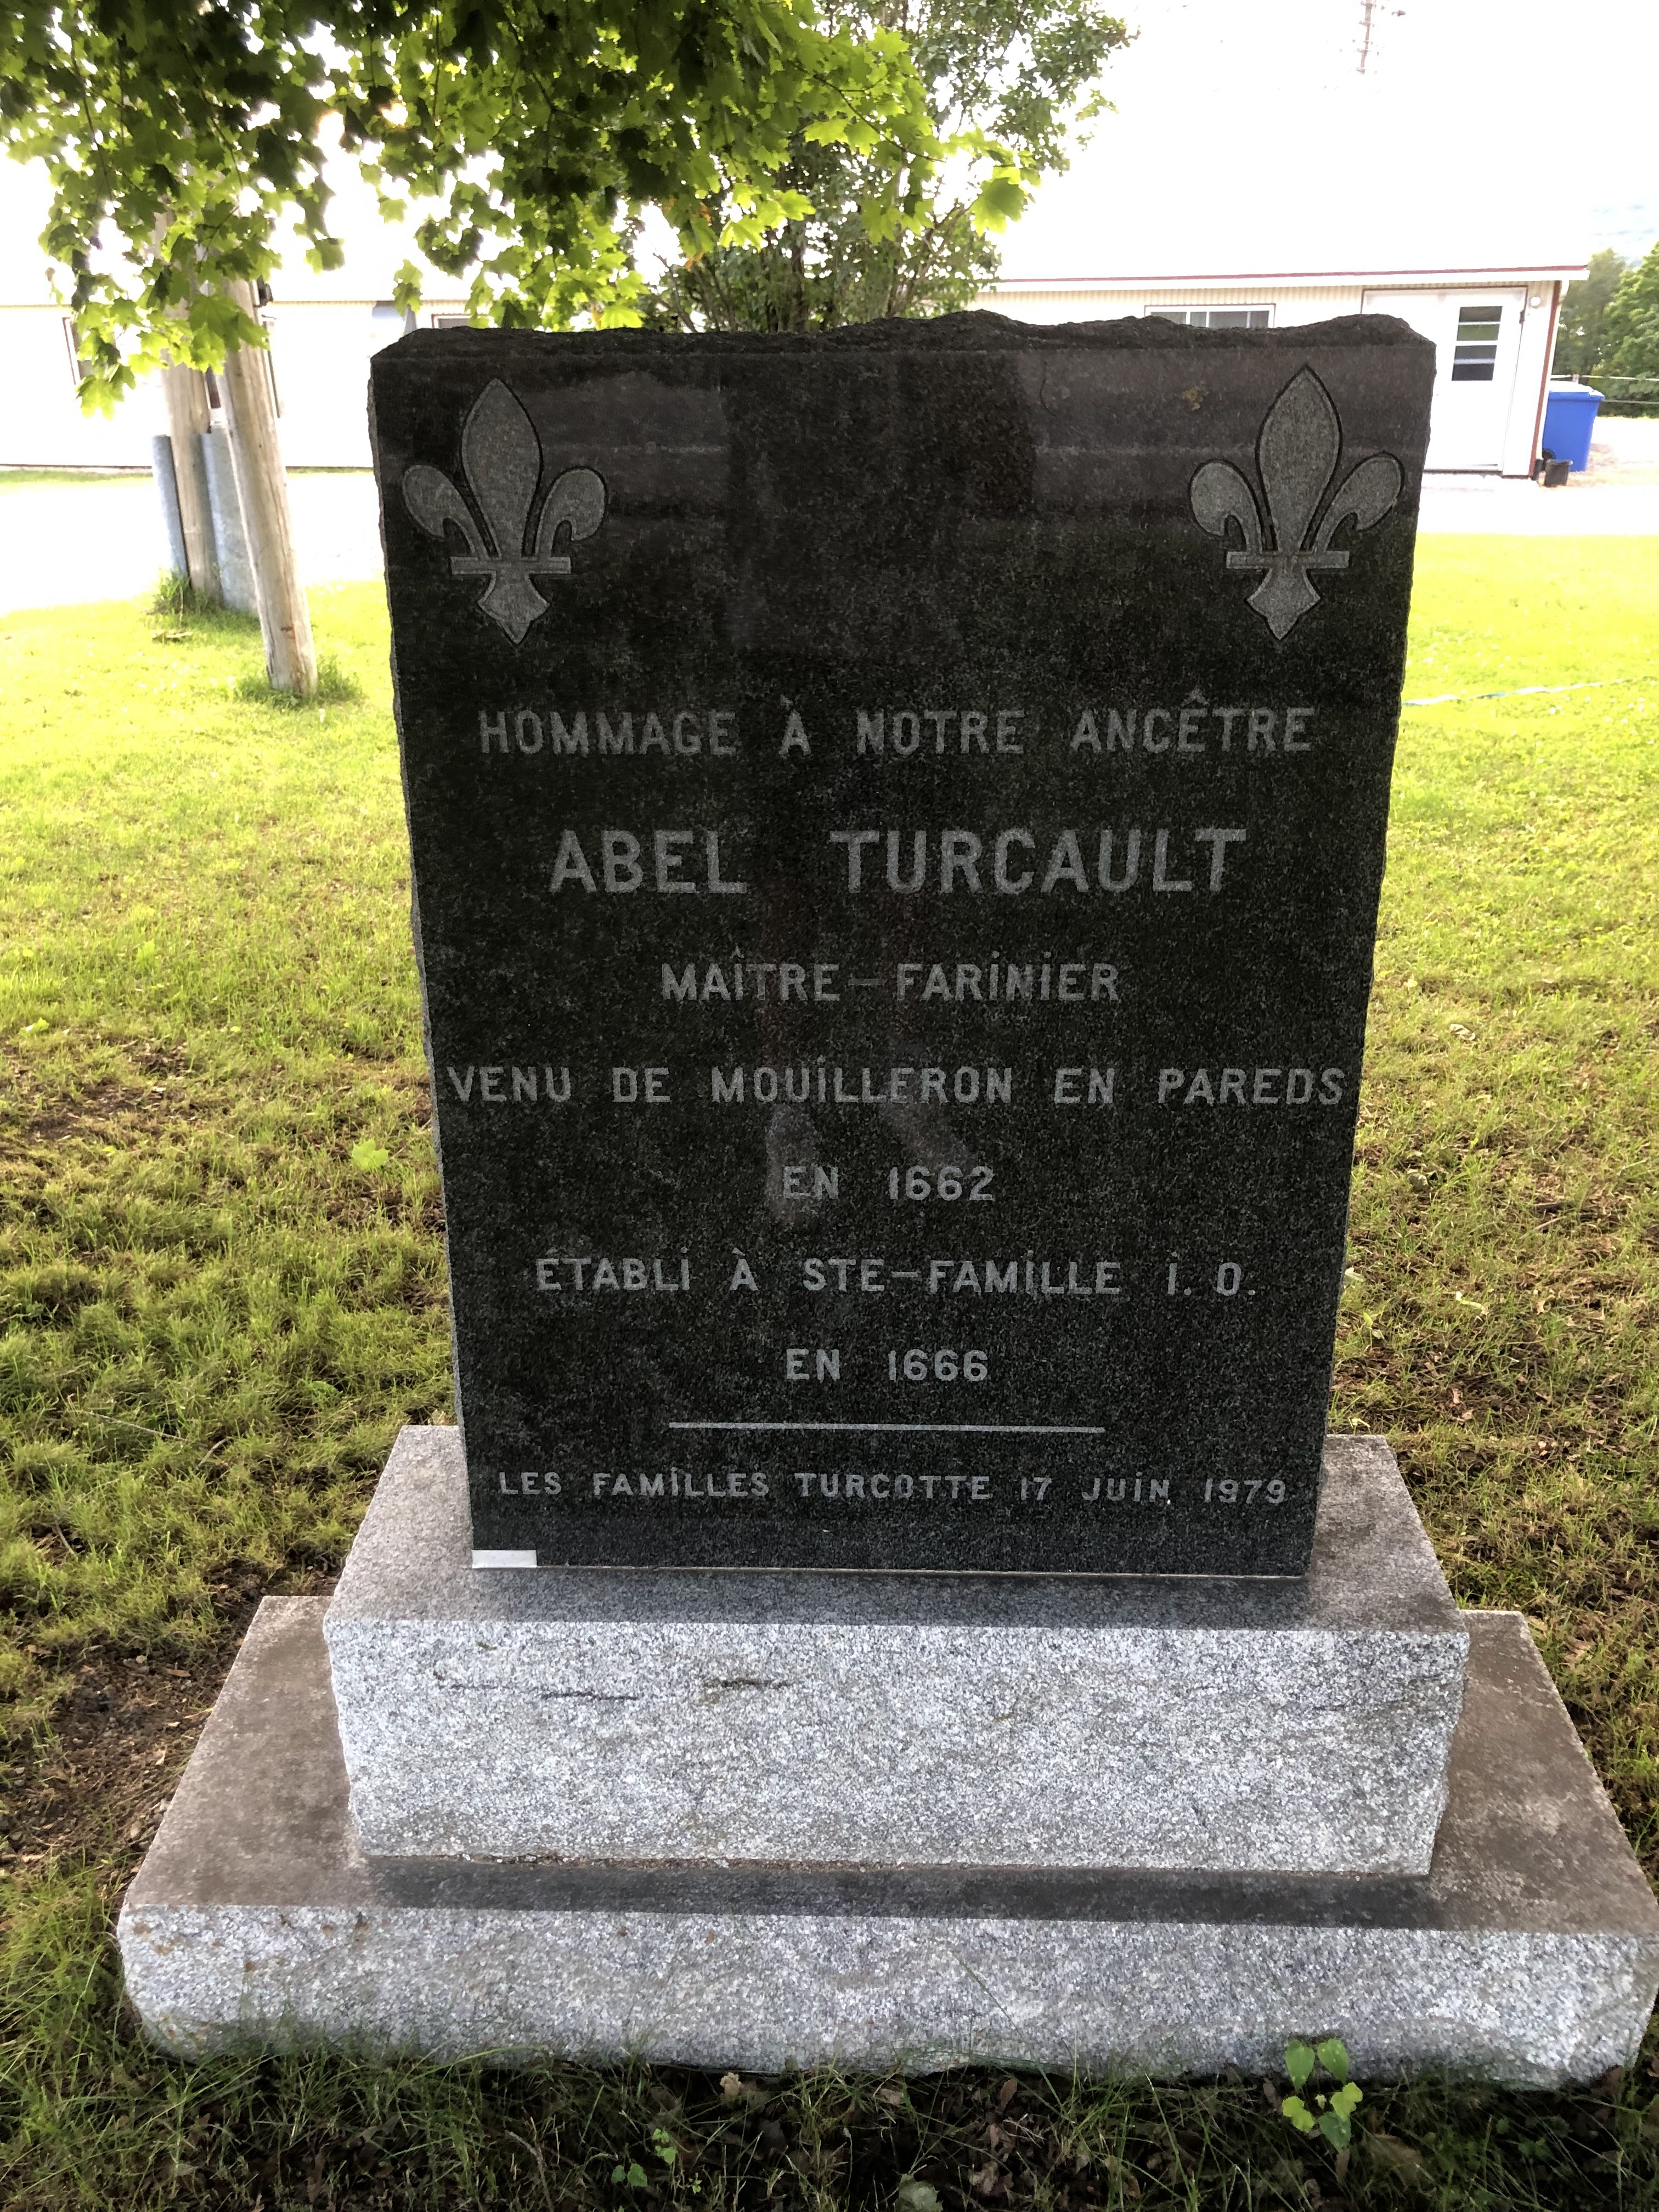 HOMMAGE À NOTRE ANCÊTRE
ABEL TURCAULT
MAÎTRE-FARINIER
VENU DE MOUILLERON EN PAREDS
EN 1662
ÉTABLI À STE-FAMILLE I. O.
EN 1666
LES FAMILLES TURCOTTE 17 JUIN 1979